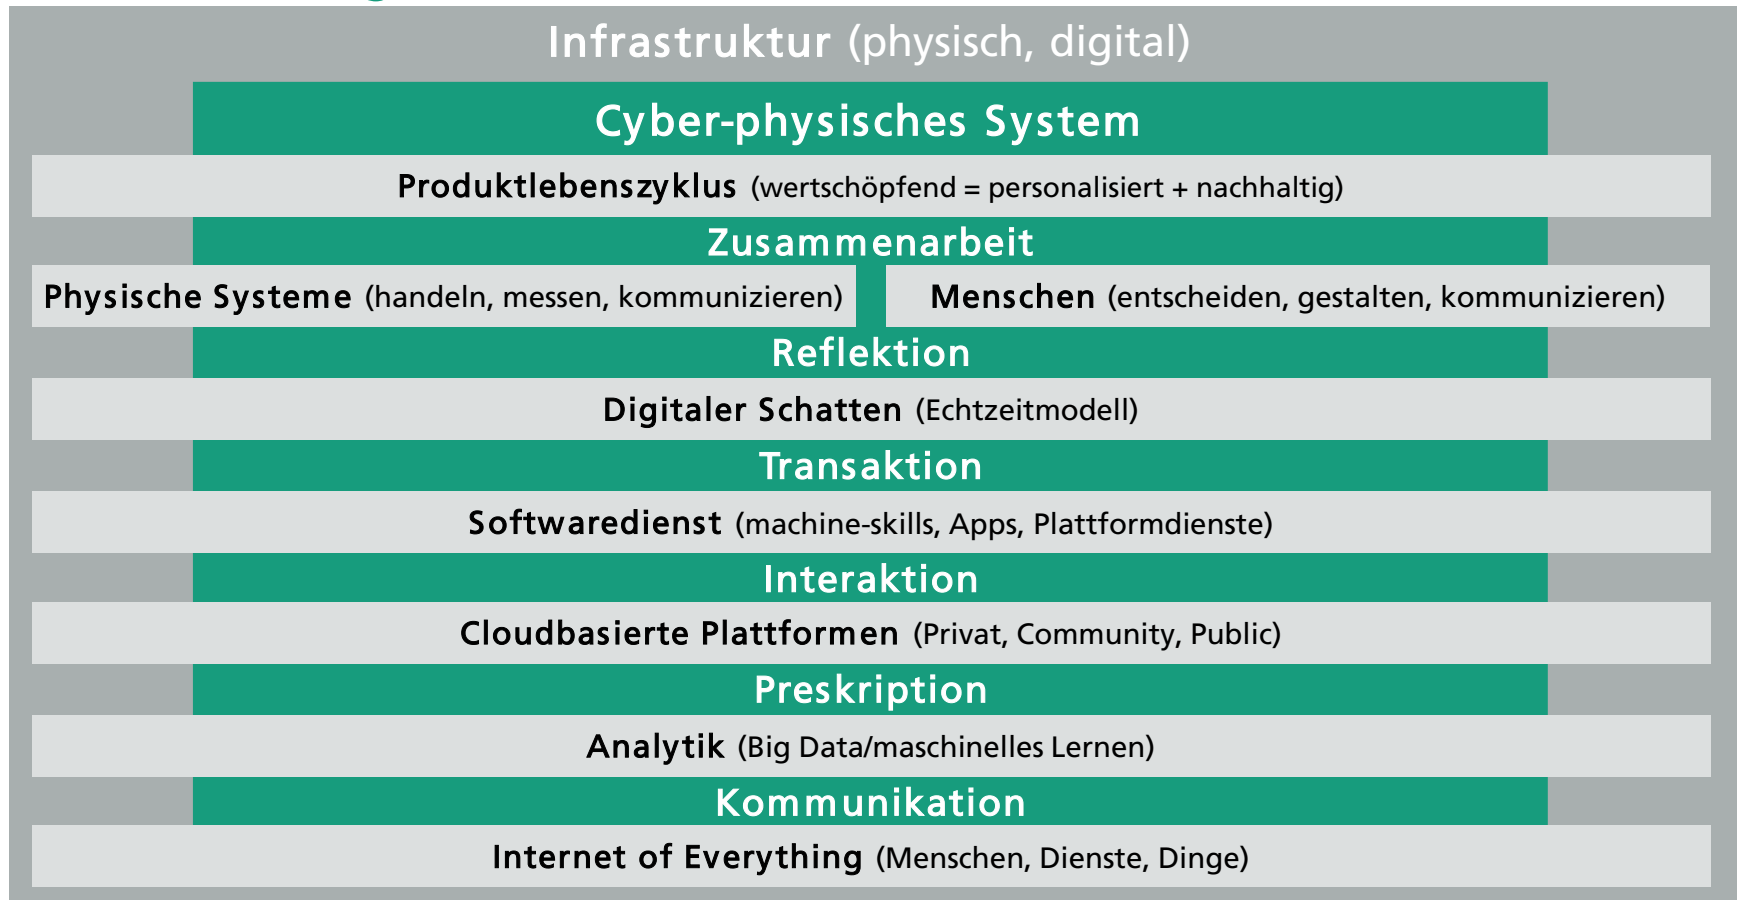 Infrastruktur (physisch, digital)
Cyber-physisches System
Produktlebenszyklus (wertschöpfend = personalisiert + nachhaltig)
Zusammenarbeit
Physische Systeme (handeln, messen, kommunizieren)
Menschen (entscheiden, gestalten, kommunizieren)
Reflektion
Digitaler Schatten (Echtzeitmodell)
Transaktion
Softwaredienst (machine-skills, Apps, Plattformdienste)
Interaktion
Cloudbasierte Plattformen (Privat, Community, Public)
Preskription
Analytik (Big Data/maschinelles Lernen)
Kommunikation
Internet of Everything (Menschen, Dienste, Dinge)